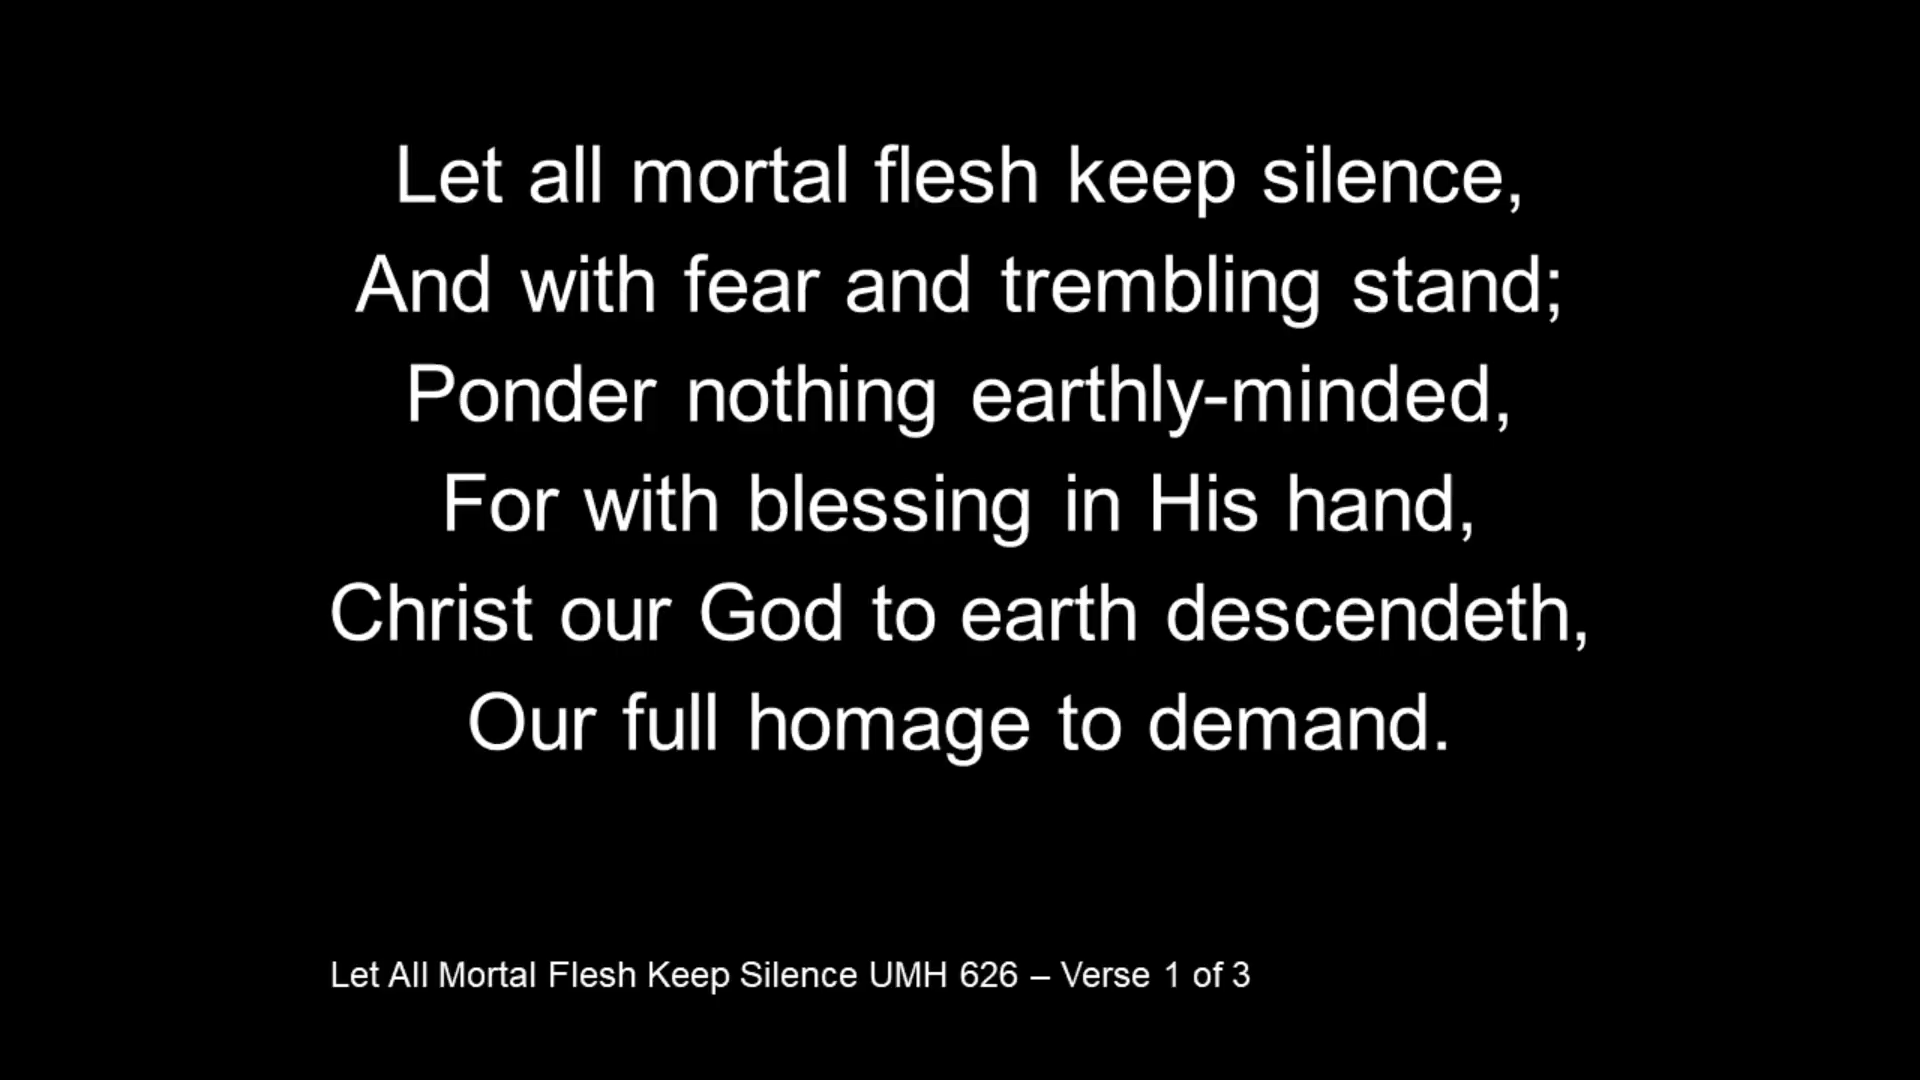 Let all mortal flesh keep silence,
And with fear and trembling stand;
Ponder nothing earthly-minded,
For with blessing in His hand,
Christ our God to earth descendeth,
Our full homage to demand.
Let All Mortal Flesh Keep Silence UMH 626 – Verse 1 of 3